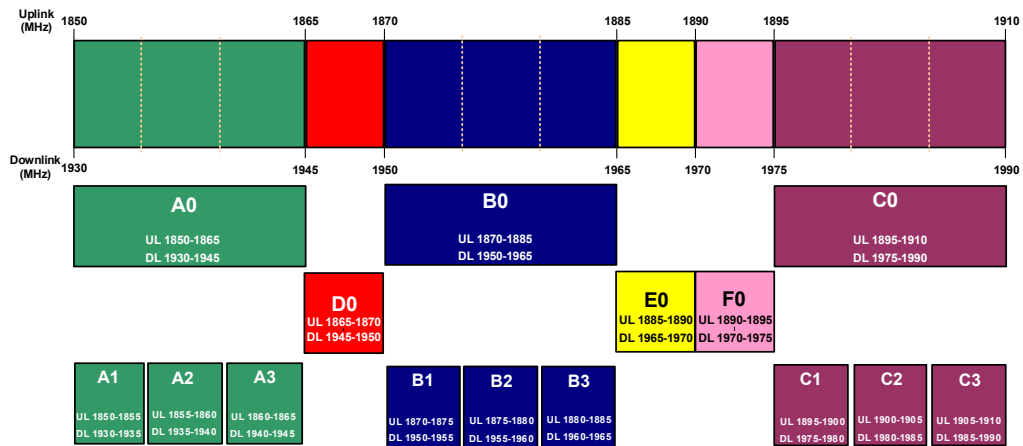 Uplink
(MHz)
1850 1865 1870 1885 1890 1895 1910
Downlink
(MHz)
1930 1945 1950 1965 1970 1975 1990
A0
UL 1850-1865
DL 1930-1945
B0
UL 1870-1885
DL 1950-1965
C0
UL 1895-1910
DL 1975-1990
D0
UL 1865-1870
DL 1945-1950
E0
UL 1885-1890
DL 1965-1970
F0
UL 1890-1895
DL 1970-1975
A1
UL 1850-1855
DL 1930-1935
A2
UL 1855-1860
DL 1935-1940
A3
UL 1860-1865
DL 1940-1945
B1
UL 1870-1875
DL 1950-1955
B2
UL 1875-1880
DL 1955-1960
B3
UL 1880-1885
DL 1960-1965
C1
UL 1895-1900
DL 1975-1980
C2
UL 1900-1905
DL 1980-1985
C3
UL 1905-1910
DL 1985-1990